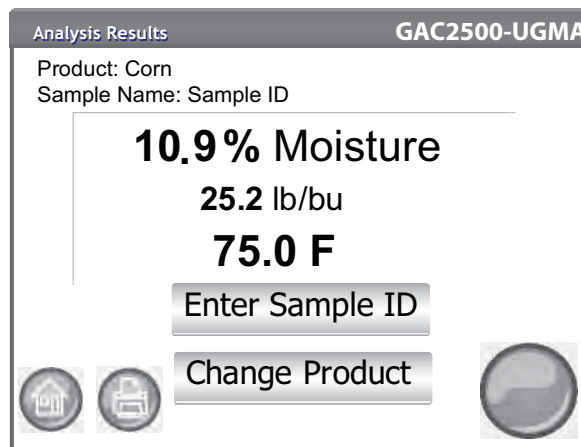 Analysis Results GAC2500-UGMA
Product: Corn
Sample Name: Sample ID
10.9% Moisture
25.2 lb/bu
75.0 F
Enter Sample ID
Change Product